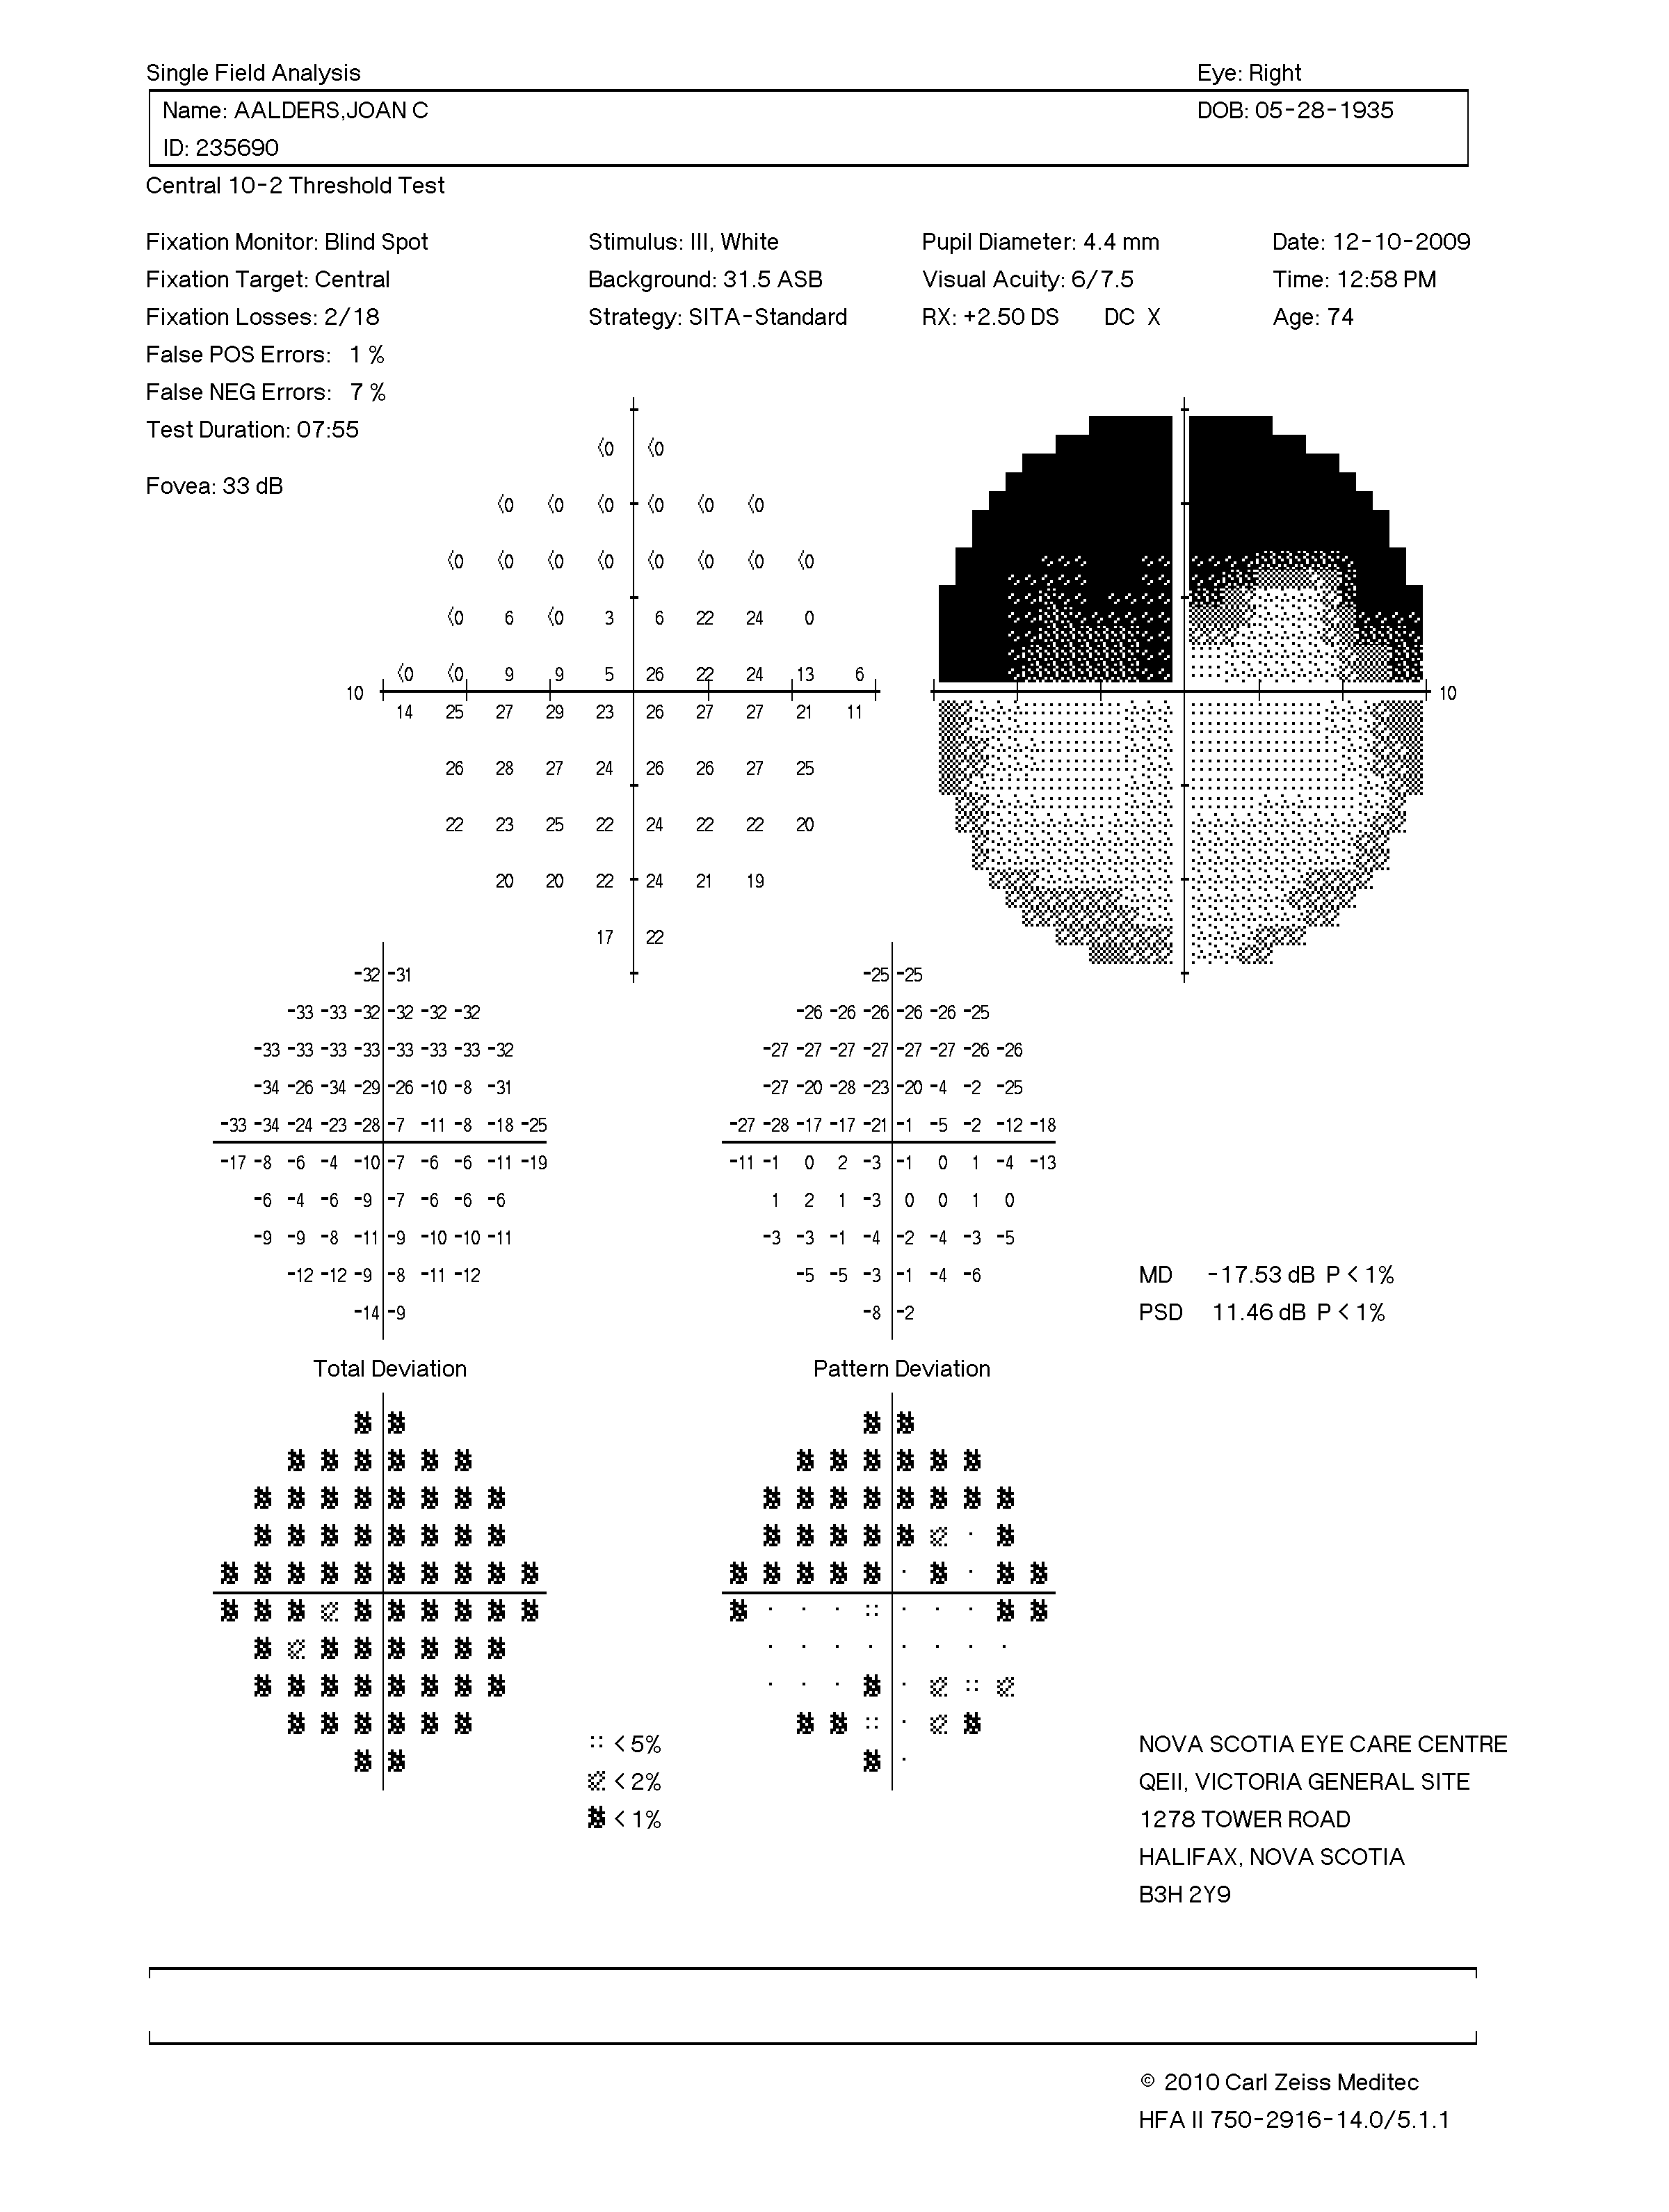 Single Field Analysis Eye: Right
Name: AALDERS,JOAN C DOB: 05-28-1935
ID: 235690
Central 10-2 Threshold Test
Fixation Monitor: Blind Spot Stimulus: III, White Pupil Diameter: 4.4 mm Date: 12-10-2009
Fixation Target: Central Background: 31.5 ASB Visual Acuity: 6/7.5 Time: 12:58 PM
Fixation Losses: 2/18 Strategy: SITA-Standard RX: +2.50 DS DC X Age: 74
False POS Errors: 1 %
False NEG Errors: 7 %
Test Duration: 07:55
Fovea: 33 dB
<0 <0
<0 <0 <0 <0 <0 <0
<0 <0 <0 <0 <0 <0 <0 <0
<0 6 <0 3 6 22 24 0
<0 <0 9 9 5 26 22 24 13 6
10 10
14 25 27 29 23 26 27 27 21 11
26 28 27 24 26 26 27 25
22 23 25 22 24 22 22 20
20 20 22 24 21 19
17 22
-32 -31 -25 -25
-33 -33 -32 -32 -32 -32 -26 -26 -26 -26 -26 -25
-33 -33 -33 -33 -33 -33 -33 -32 -27 -27 -27 -27 -27 -27 -26 -26
-34 -26 -34 -29 -26 -10 -8 -31 -27 -20 -28 -23 -20 -4 -2 -25
-33 -34 -24 -23 -28 -7 -11 -8 -18 -25 -27 -28 -17 -17 -21 -1 -5 -2 -12 -18
-17 -8 -6 -4 -10 -7 -6 -6 -11 -19 -11 -1 0 2 -3 -1 0 1 -4 -13
-6 -4 -6 -9 -7 -6 -6 -6 1 2 1 -3 0 0 1 0
-9 -9 -8 -11 -9 -10 -10 -11 -3 -3 -1 -4 -2 -4 -3 -5
-12 -12 -9 -8 -11 -12 -5 -5 -3 -1 -4 -6 MD -17.53 dB P < 1%
-14 -9 -8 -2 PSD 11.46 dB P < 1%
Total Deviation Pattern Deviation
< 5% NOVA SCOTIA EYE CARE CENTRE
< 2% QEII, VICTORIA GENERAL SITE
< 1% 1278 TOWER ROAD
HALIFAX, NOVA SCOTIA
B3H 2Y9
© 2010 Carl Zeiss Meditec
HFA II 750-2916-14.0/5.1.1